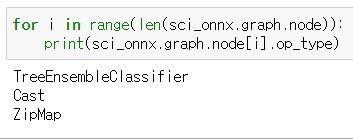 for i in range(len(sci_onnx.graph.node)):
    print(sci_onnx.graph.node[i].op_type)
TreeEnsembleClassifier
Cast
ZipMap